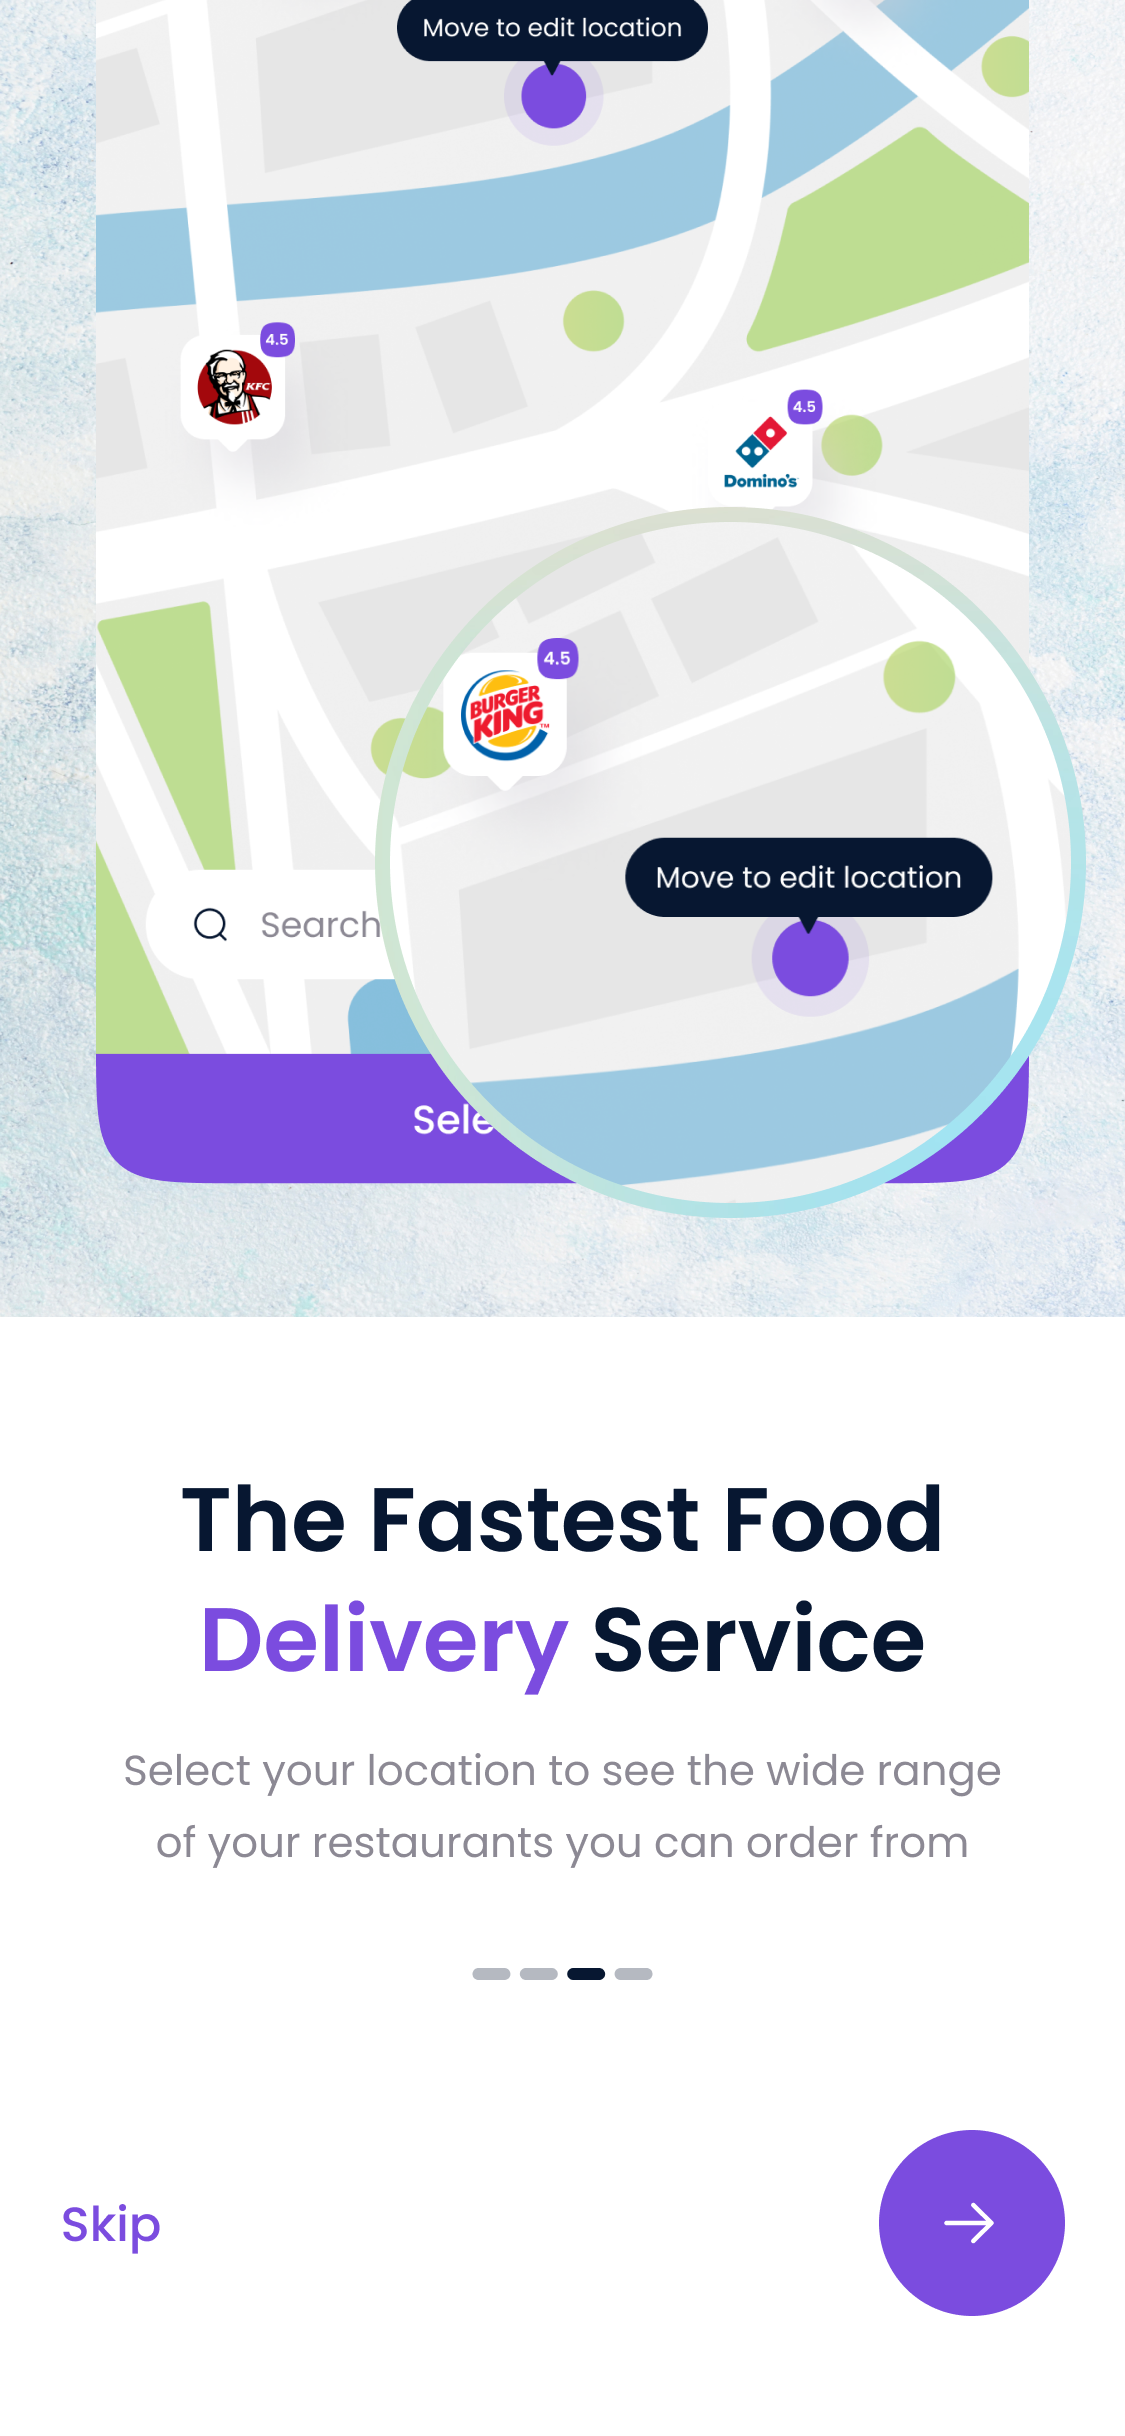 Move to edit location
4.5
KFC
4.5
Domino's
4.5
BURGER
KING™
Move to edit location
Search
Sele
The Fastest Food
Delivery Service
Select your location to see the wide range
of your restaurants you can order from
Skip